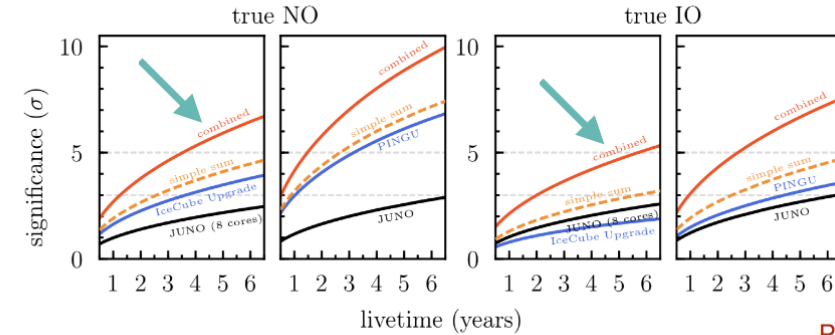 true NO
true IO
significance (σ)
10
5
0
combined
simple sum
IceCube Upgrade
JUNO (8 cores)
combined
simple sum
PINGU
JUNO
10
5
0
combined
simple sum
JUNO (8 cores)
IceCube Upgrade
combined
simple sum
PINGU
JUNO
1 2 3 4 5 6
1 2 3 4 5 6
1 2 3 4 5 6
1 2 3 4 5 6
livetime (years)